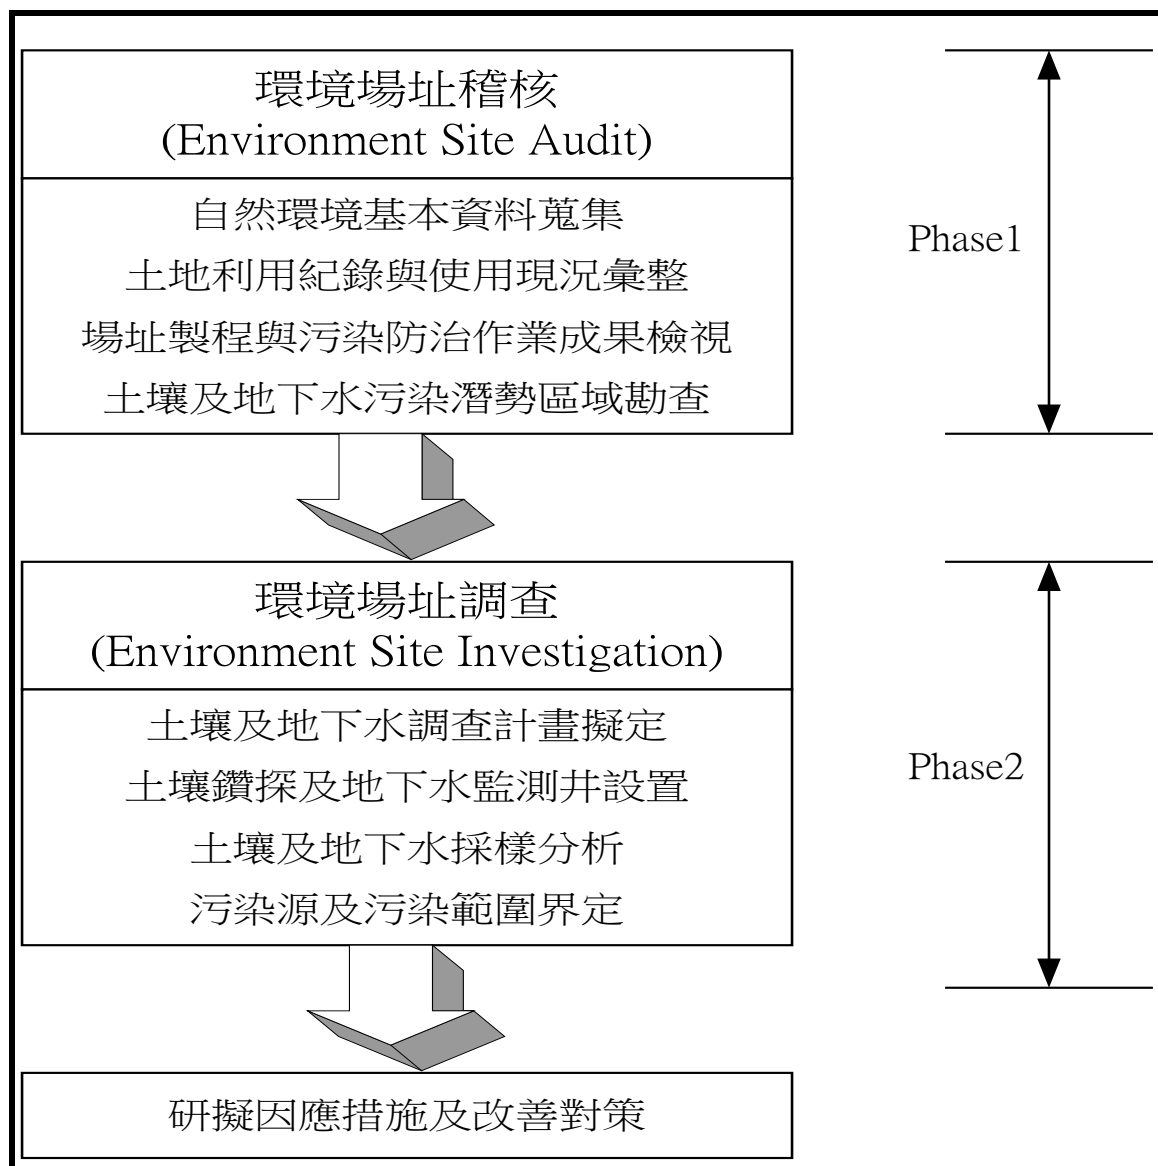 環境場址稽核
(Environment Site Audit)
自然環境基本資料蒐集
土地利用紀錄與使用現況彙整
場址製程與污染防治作業成果檢視
土壤及地下水污染潛勢區域勘查
Phase1
環境場址調查
(Environment Site Investigation)
土壤及地下水調查計畫擬定
土壤鑽探及地下水監測井設置
土壤及地下水採樣分析
污染源及污染範圍界定
Phase2
研擬因應措施及改善對策